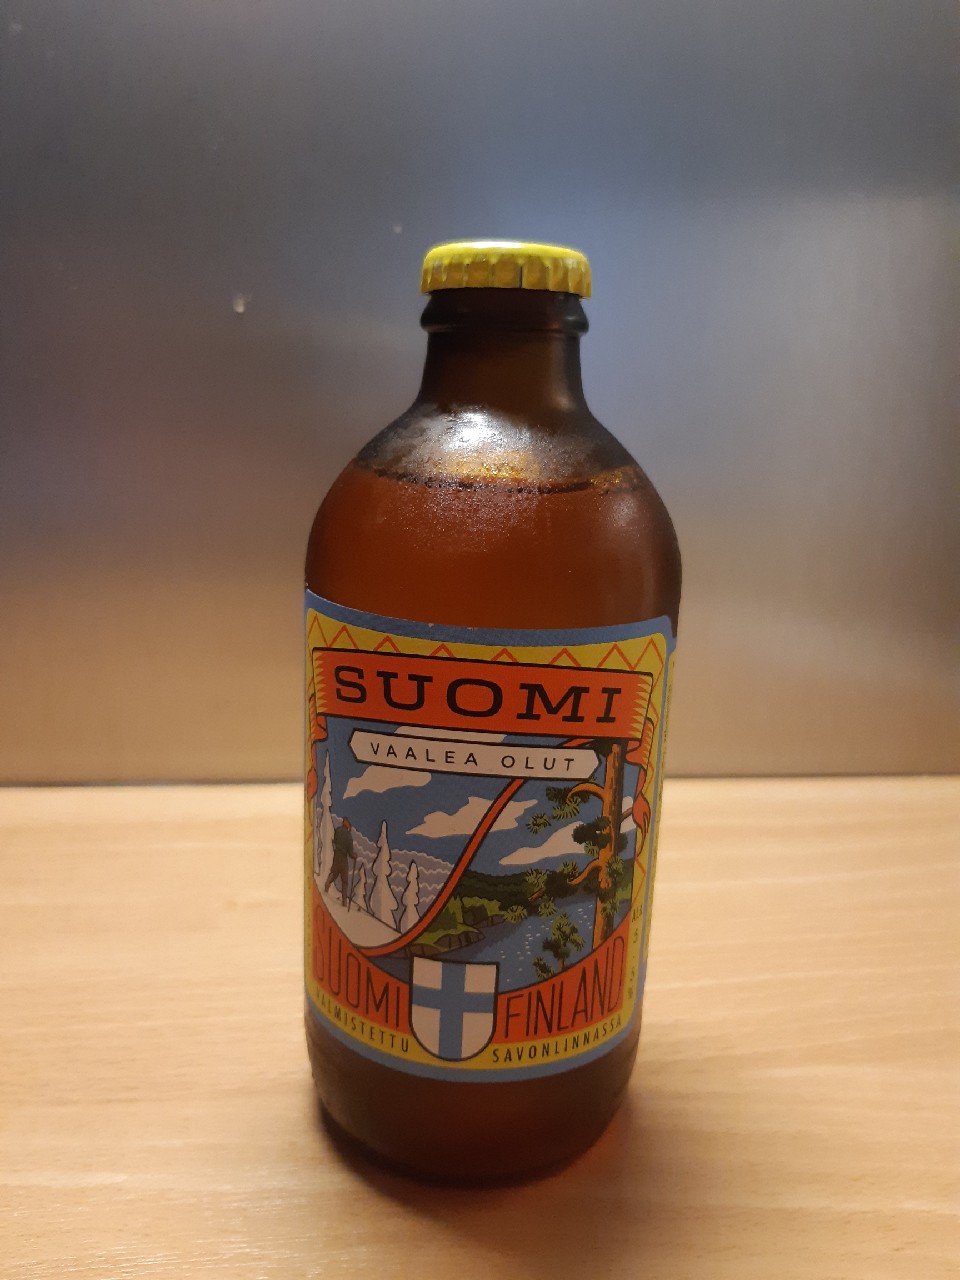 SUOMI
VAALEA OLUT
SUOMI FINLAND
VALMISTETTU SAVONLINNASSA